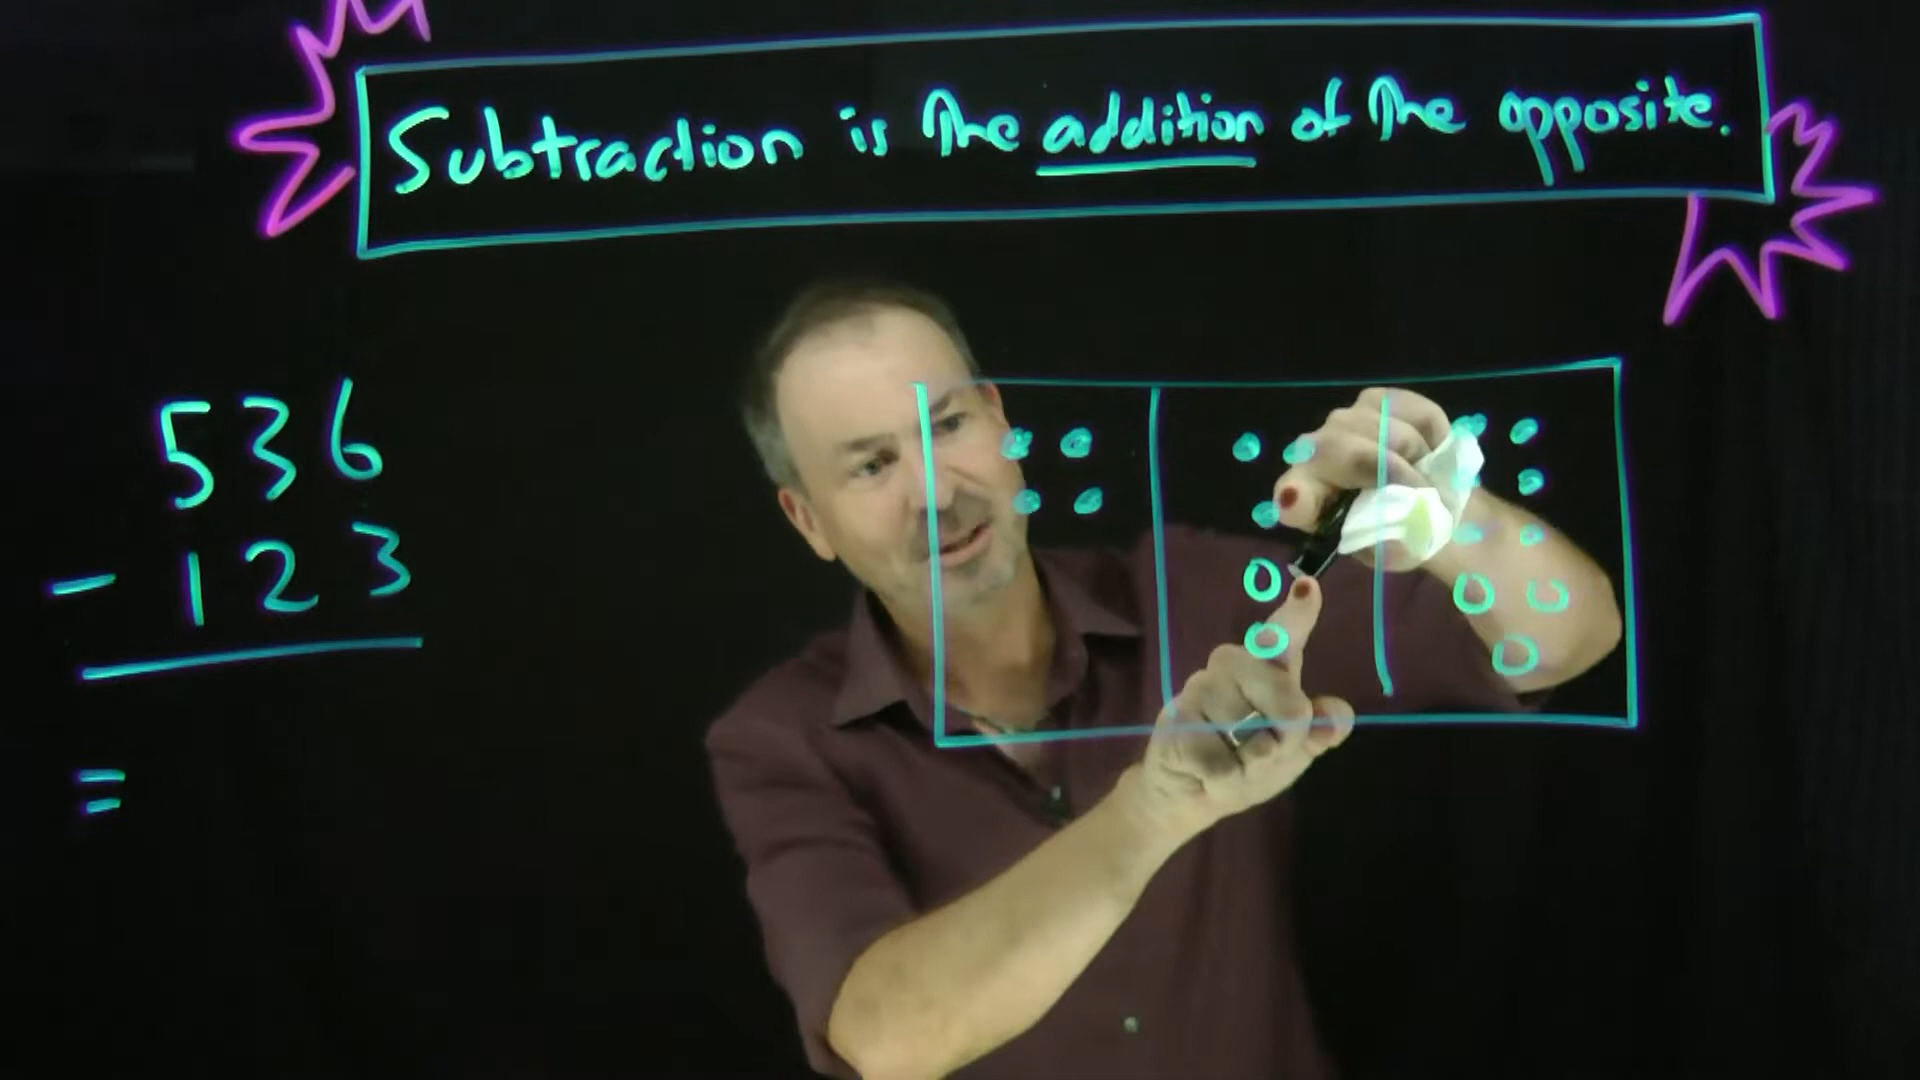 Subtraction is the addition of the opposite.
536
- 123
=